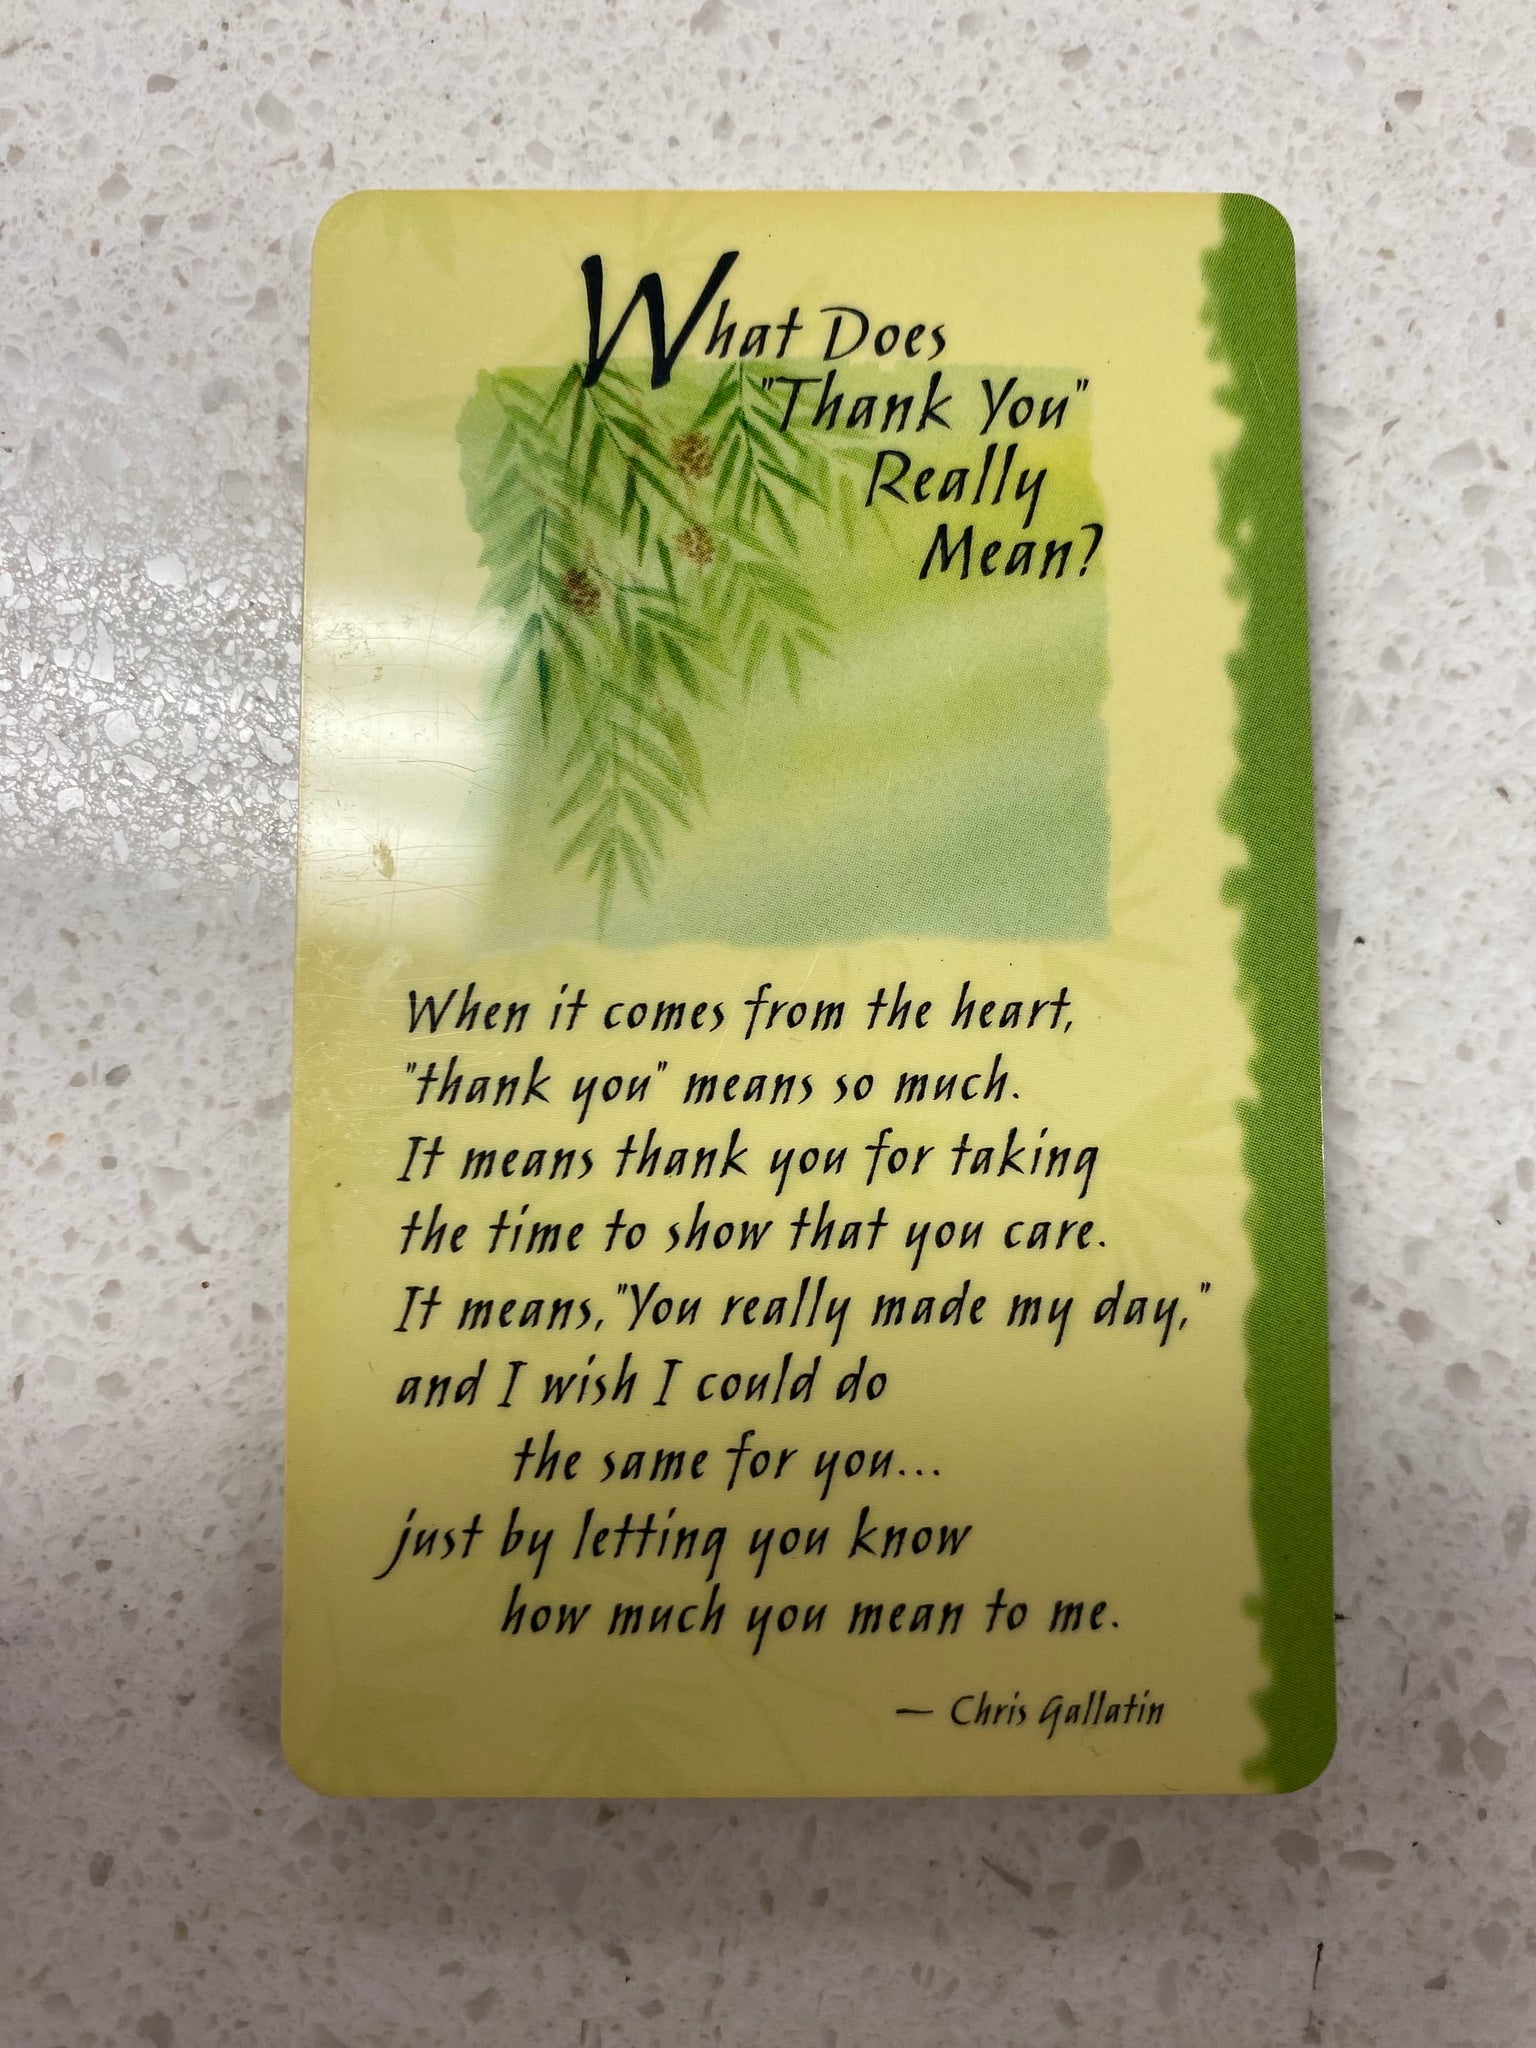 What Does
"Thank You"
Really
Mean?
When it comes from the heart,
"thank you" means so much.
It means thank you for taking
the time to show that you care.
It means, "You really made my day,"
and I wish I could do
the same for you...
just by letting you know
how much you mean to me.
— Chris Gallatin